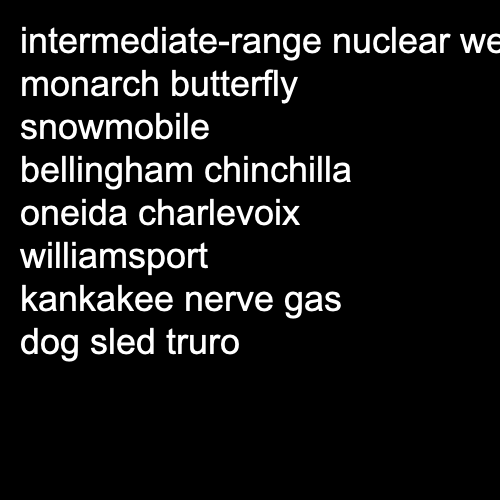 intermediate-range nuclear we
monarch butterfly
snowmobile
bellingham chinchilla
oneida charlevoix
williamsport
kankakee nerve gas
dog sled truro